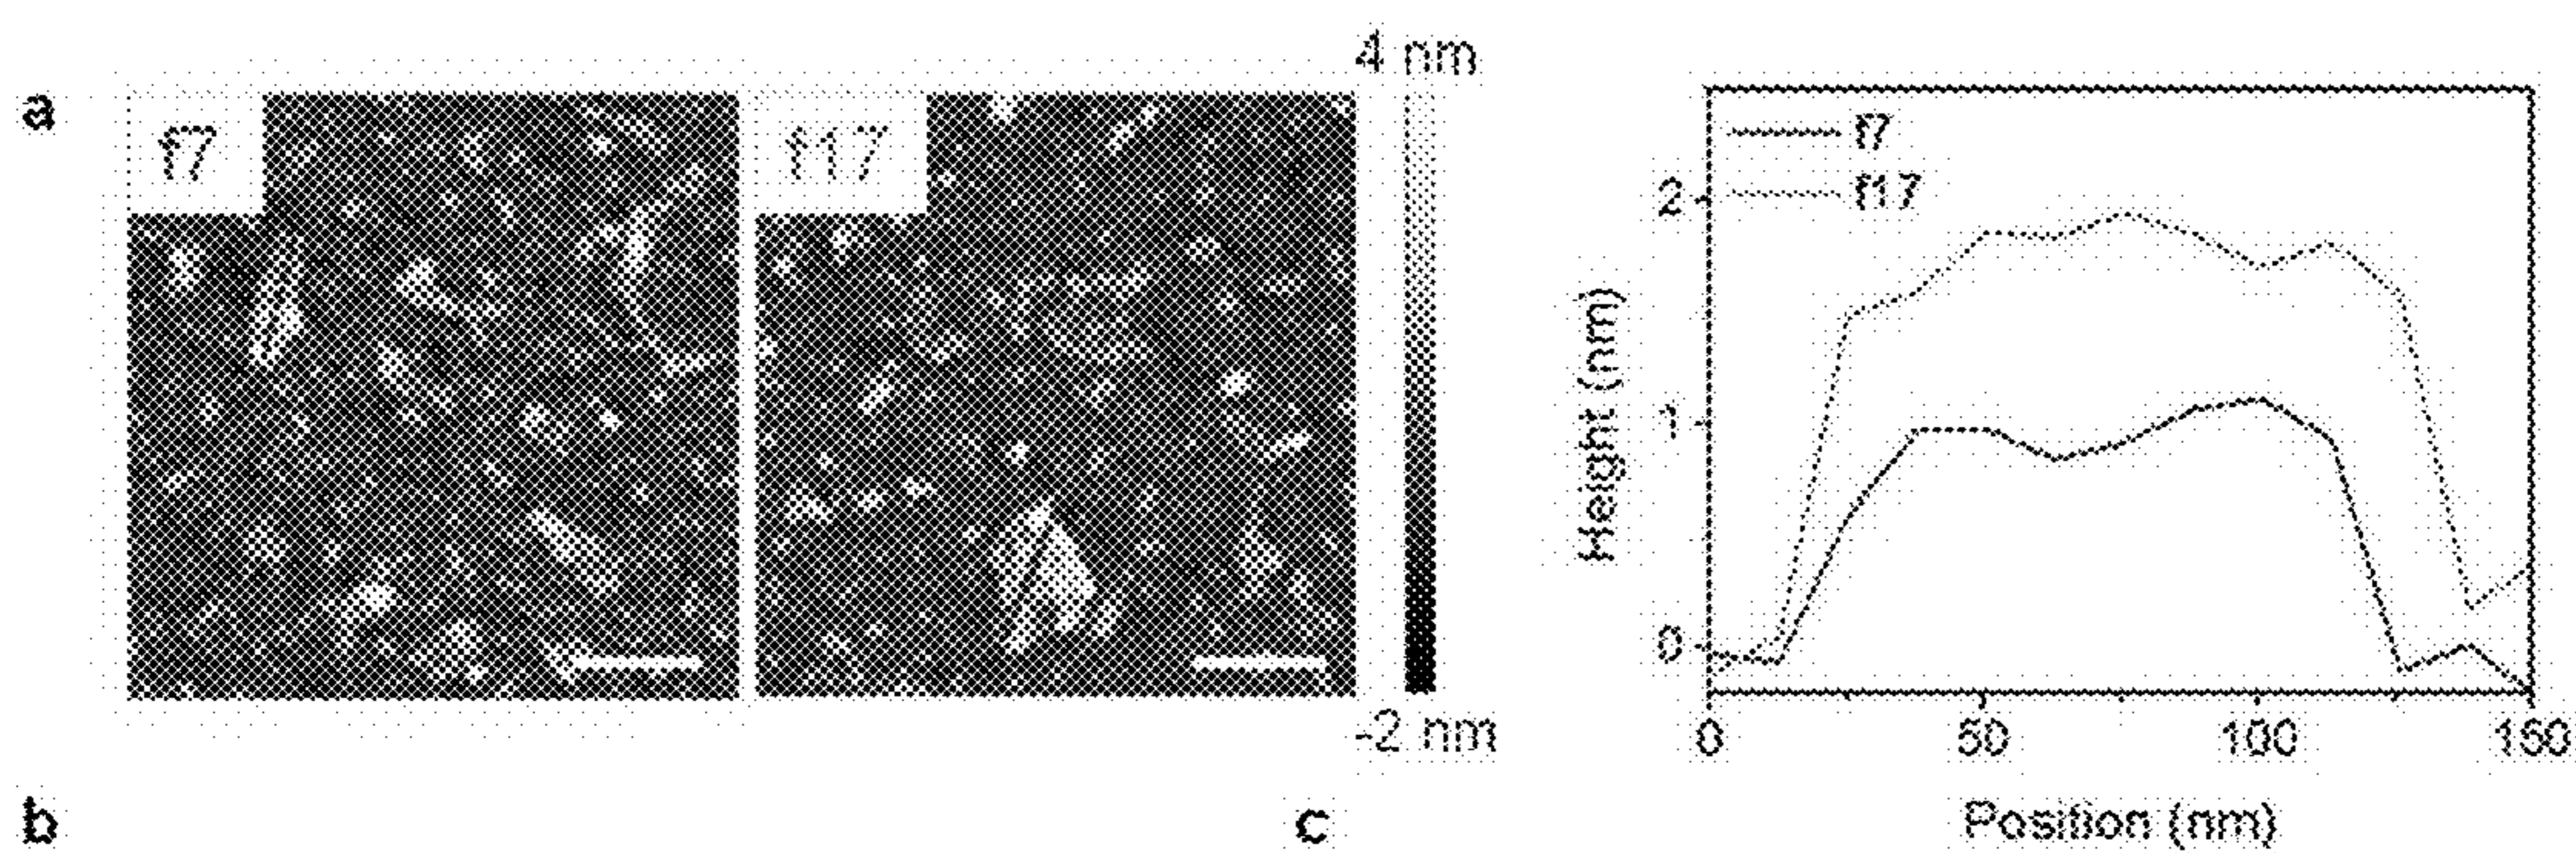 a
f7
f17
4 nm
-2 nm
f7
f17
2
1
0
Height (nm)
0
50
100
150
Position (nm)
b
c